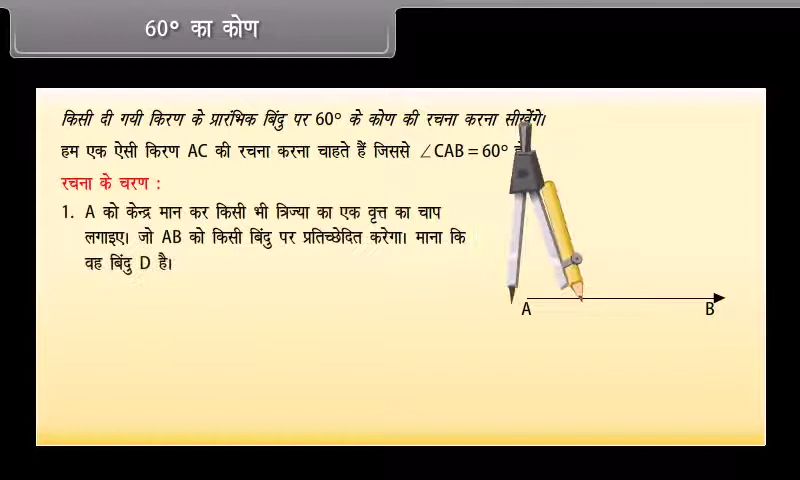 60° का कोण
किसी दी गयी किरण के प्रारंभिक बिंदु पर 60° के कोण की रचना करना सीखेंगे।
हम एक ऐसी किरण AC की रचना करना चाहते हैं जिससे ∠CAB = 60°
रचना के चरण :
1. A को केन्द्र मान कर किसी भी त्रिज्या का एक वृत्त का चाप
लगाइए। जो AB को किसी बिंदु पर प्रतिच्छेदित करेगा। माना कि
वह बिंदु D है।
A B